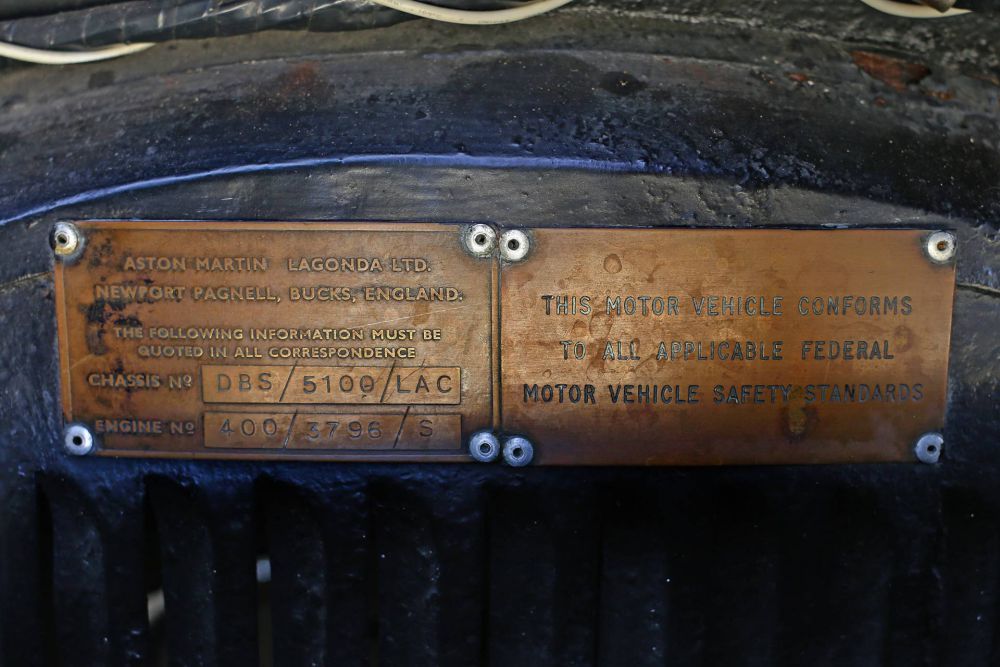 ASTON MARTIN LAGONDA LTD.
NEWPORT PAGNELL, BUCKS, ENGLAND.
THE FOLLOWING INFORMATION MUST BE
QUOTED IN ALL CORRESPONDENCE
CHASSIS Nº DBS/5100/LAC
ENGINE Nº 400/3796/S
THIS MOTOR VEHICLE CONFORMS
TO ALL APPLICABLE FEDERAL
MOTOR VEHICLE SAFETY STANDARDS